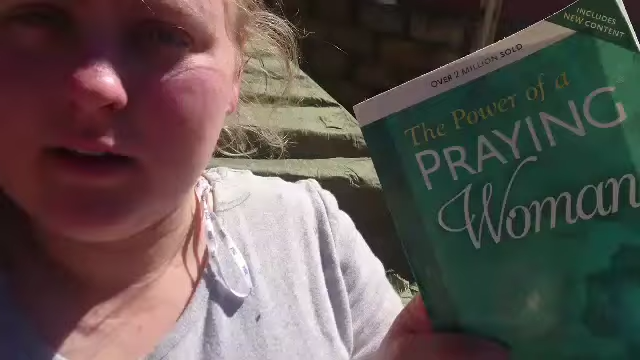 INCLUDES
NEW CONTENT
OVER 2 MILLION SOLD
The Power of a
PRAYING
Woman